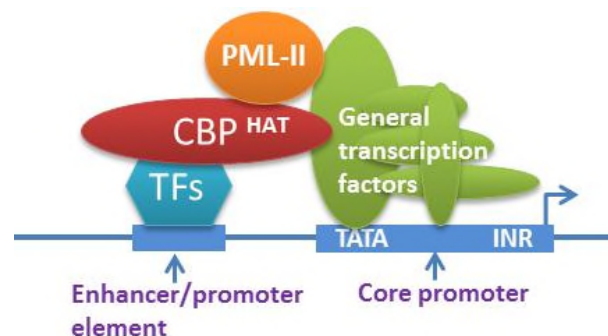 PML-II
CBP HAT
General
transcription
factors
TFs
TATA
INR
Enhancer/promoter
element
Core promoter